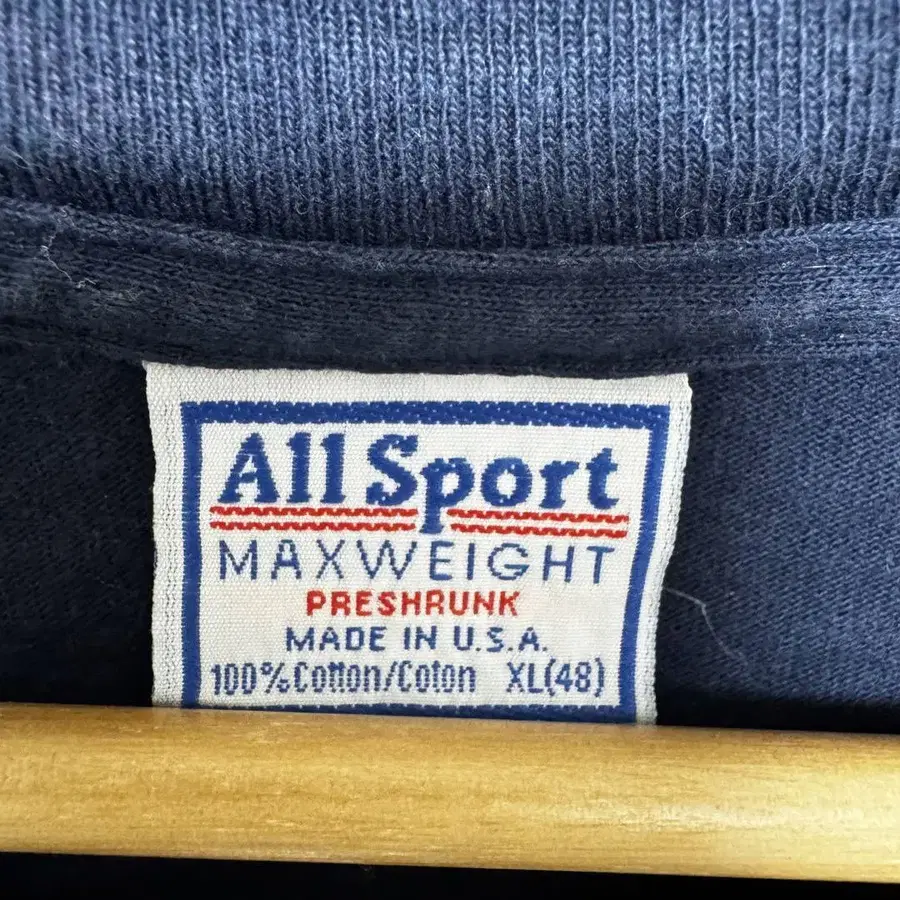 All Sport
MAXWEIGHT
PRESHRUNK
MADE IN U.S.A.
100% Cotton/Coton XL(48)